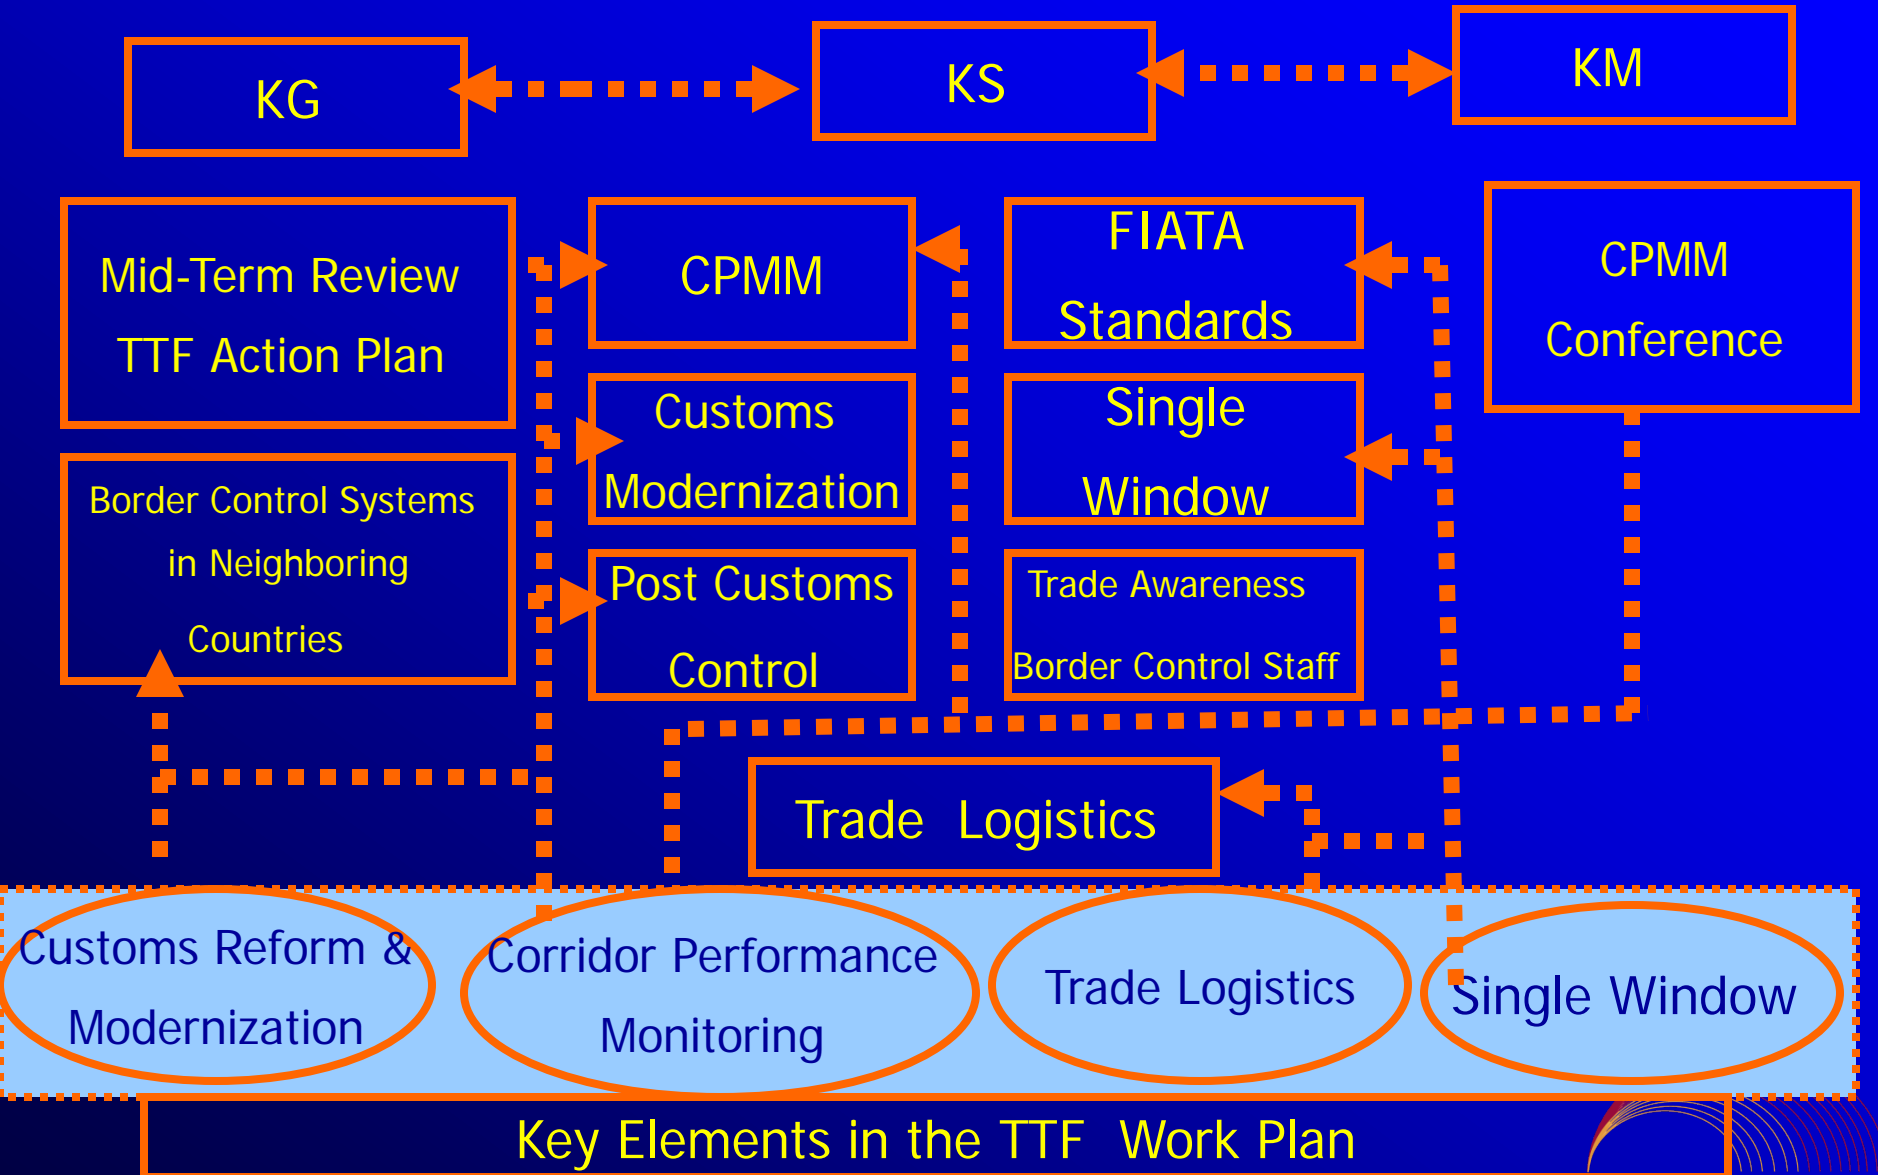 KG
KS
KM
Mid-Term Review
TTF Action Plan
CPMM
FIATA
Standards
CPMM
Conference
Border Control Systems
in Neighboring
Countries
Customs
Modernization
Single
Window
Post Customs
Control
Trade Awareness
Border Control Staff
Trade Logistics
Customs Reform &
Modernization
Corridor Performance
Monitoring
Trade Logistics
Single Window
Key Elements in the TTF Work Plan